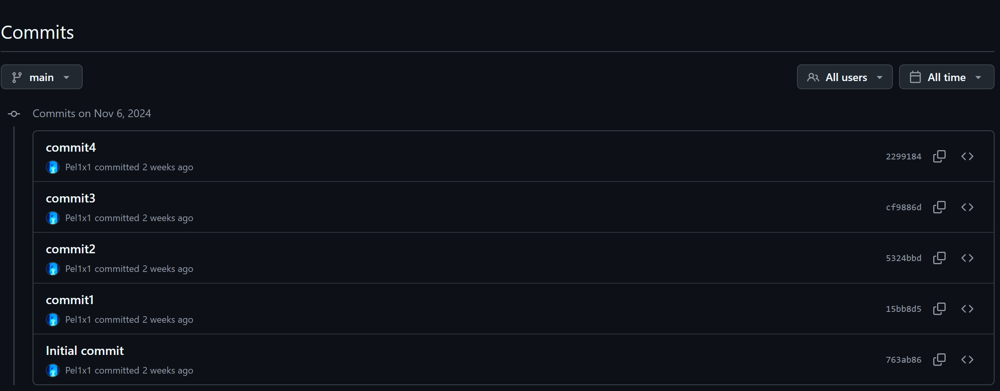 Commits
main
All users
All time
Commits on Nov 6, 2024
commit4
Pel1x1 committed 2 weeks ago
2299184
commit3
Pel1x1 committed 2 weeks ago
cf9886d
commit2
Pel1x1 committed 2 weeks ago
5324bbd
commit1
Pel1x1 committed 2 weeks ago
15bb8d5
Initial commit
Pel1x1 committed 2 weeks ago
763ab86